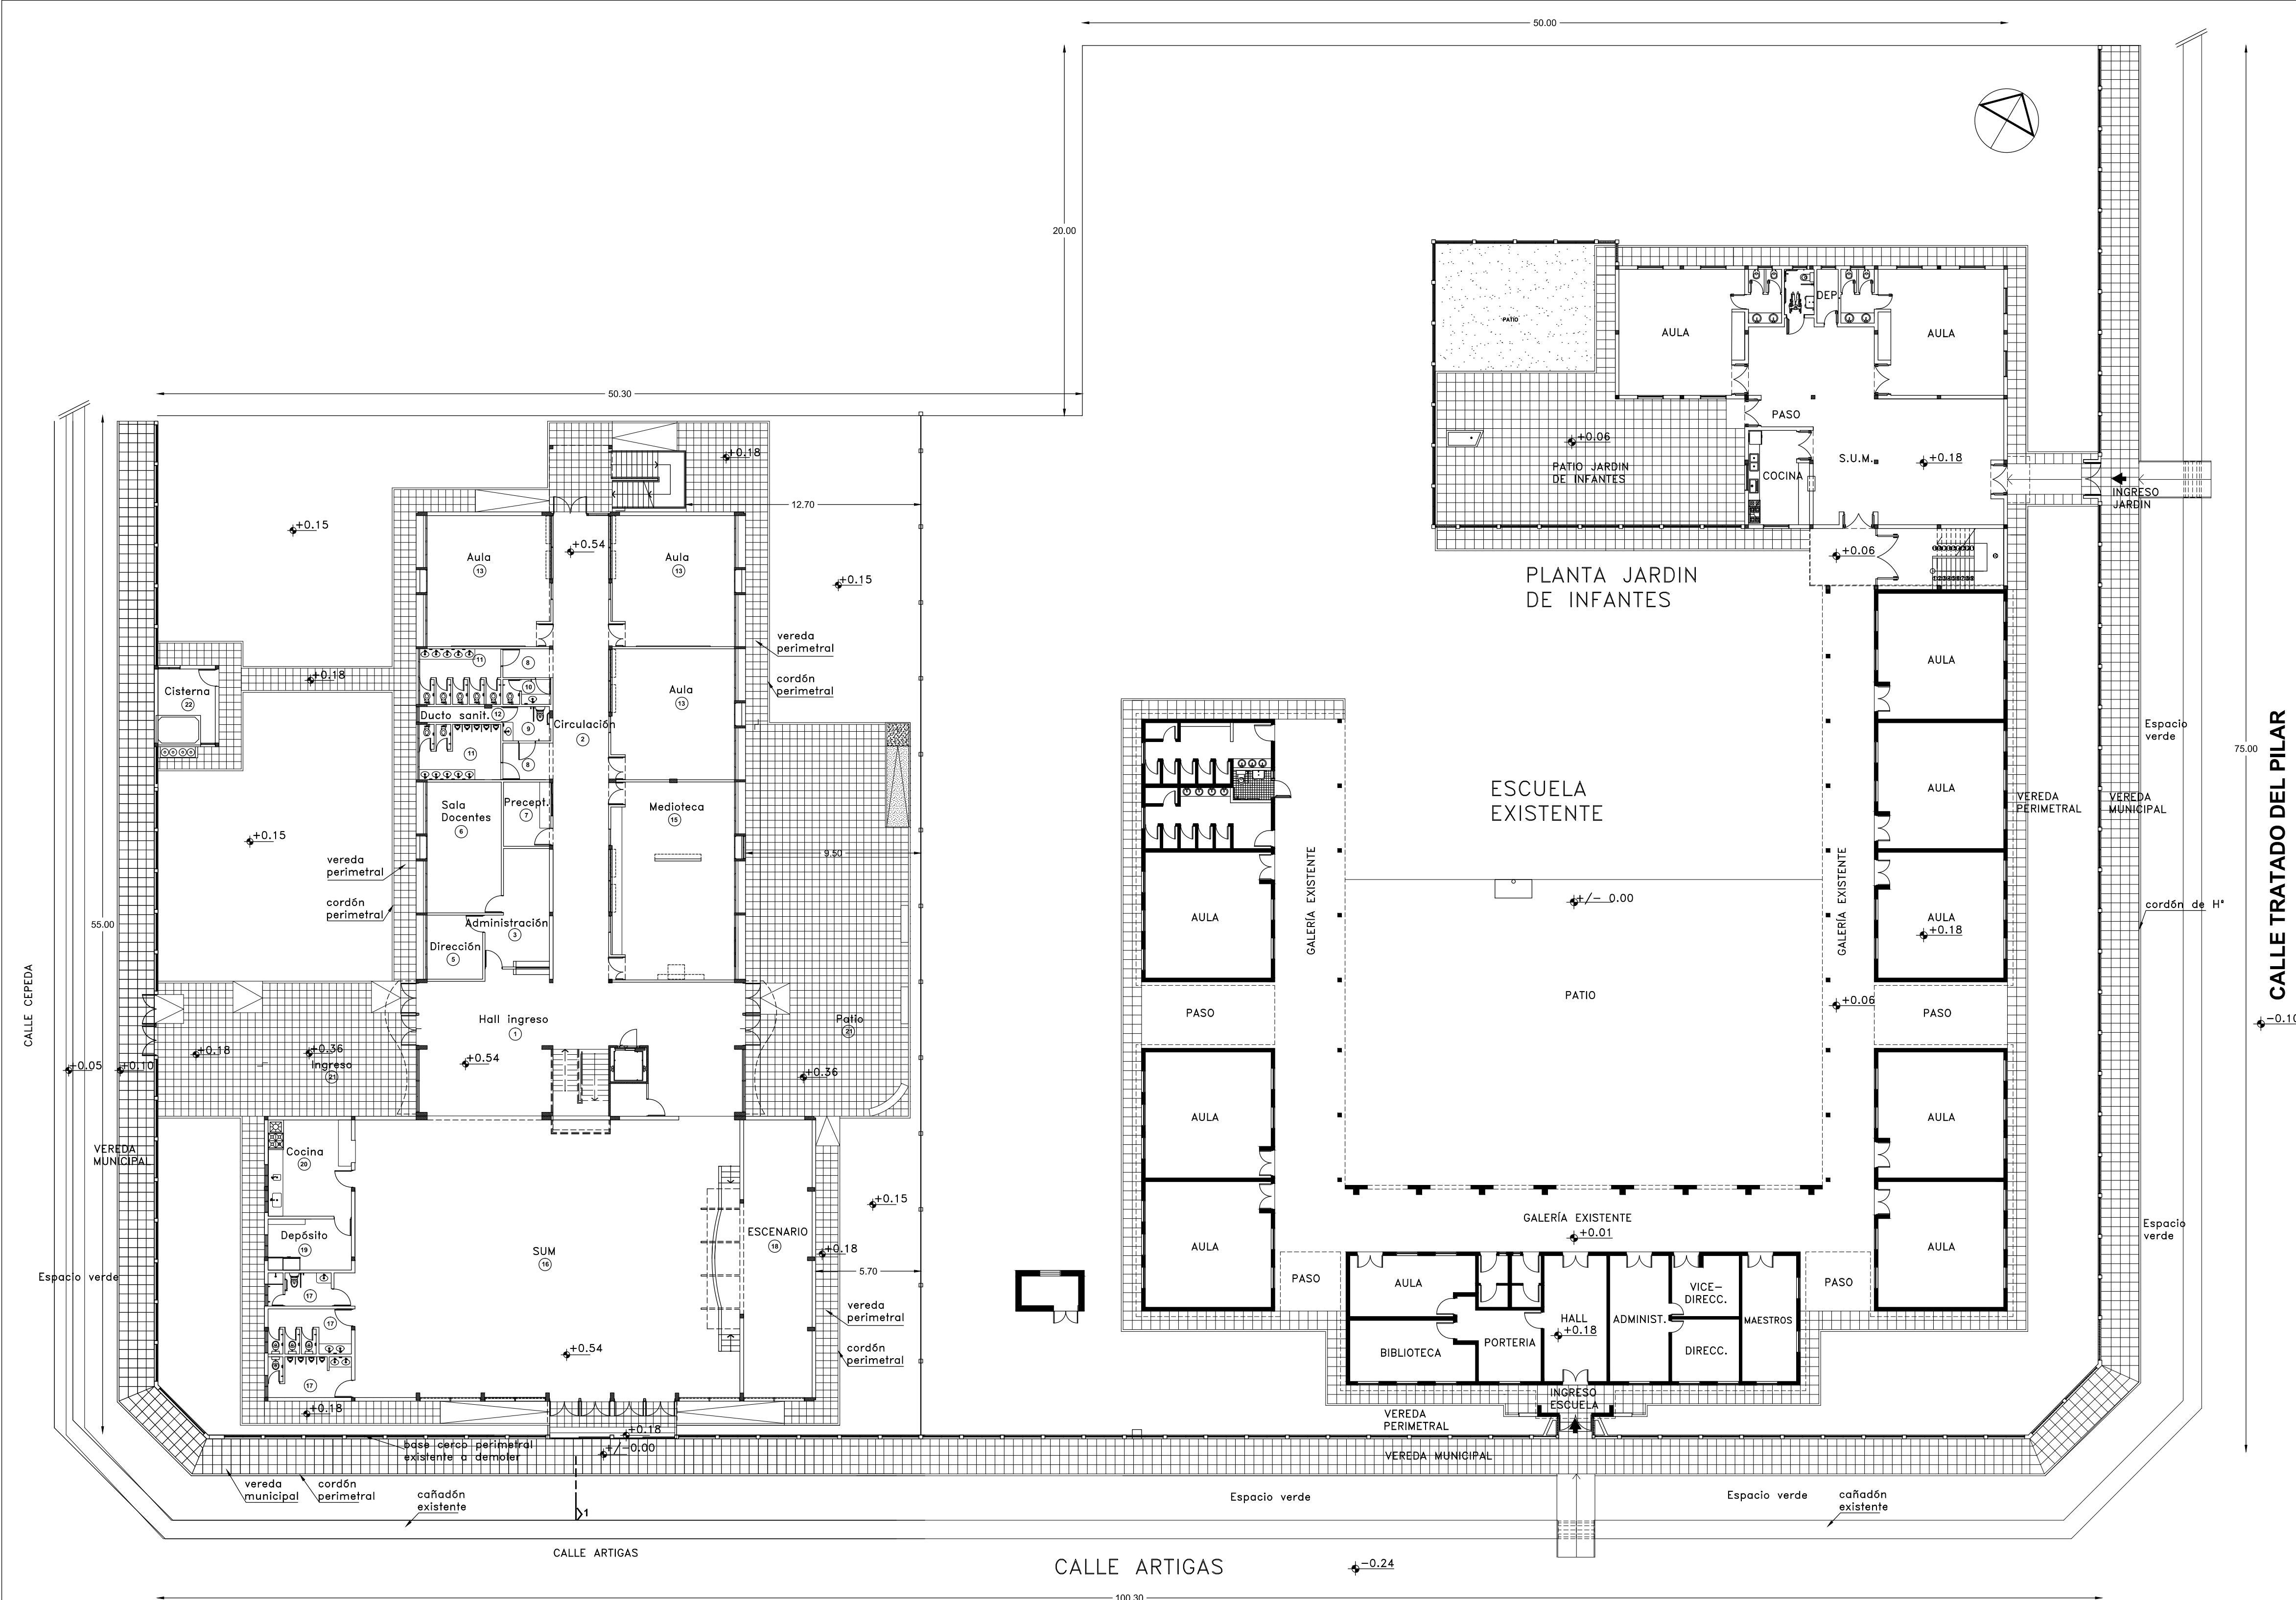 50.00
20.00
50.30
PATIO
AULA
DEP.
AULA
PASO
+0.06
PATIO JARDIN
DE INFANTES
COCINA
S.U.M.
+0.18
INGRESO
JARDIN
+0.06
PLANTA JARDIN
DE INFANTES
+0.18
12.70
+0.15
+0.54
Aula
13
Aula
13
+0.15
vereda
perimetral
cordón
perimetral
+0.18
Cisterna
22
11
8
10
Ducto sanit.
12
9
Circulación
2
11
8
Aula
13
Sala
Docentes
6
Precept.
7
Medioteca
15
+0.15
vereda
perimetral
cordón
perimetral
9.50
Administración
3
Dirección
5
55.00
CALLE CEPEDA
Hall ingreso
1
+0.54
+0.18
+0.36
Ingreso
21
+0.05
+0.10
Patio
21
+0.36
VEREDA
MUNICIPAL
Cocina
20
Depósito
19
SUM
16
ESCENARIO
18
+0.15
+0.18
5.70
Espacio verde
17
17
17
vereda
perimetral
cordón
perimetral
+0.54
+0.18
+0.18
+/-0.00
base cerco perimetral
existente a demoler
vereda
municipal
cordón
perimetral
cañadón
existente
1
CALLE ARTIGAS
ESCUELA
EXISTENTE
AULA
AULA
AULA
+0.18
Espacio
verde
75.00
CALLE TRATADO DEL PILAR
VEREDA
PERIMETRAL
VEREDA
MUNICIPAL
GALERÍA EXISTENTE
GALERÍA EXISTENTE
+/- 0.00
cordón de Hª
AULA
PATIO
PASO
+0.06
PASO
-0.10
AULA
AULA
AULA
AULA
Espacio
verde
GALERÍA EXISTENTE
+0.01
PASO
AULA
BIBLIOTECA
PORTERIA
HALL
+0.18
ADMINIST.
VICE-
DIRECC.
DIRECC.
MAESTROS
PASO
INGRESO
ESCUELA
VEREDA
PERIMETRAL
VEREDA MUNICIPAL
Espacio verde
Espacio verde
cañadón
existente
CALLE ARTIGAS
-0.24
100.30